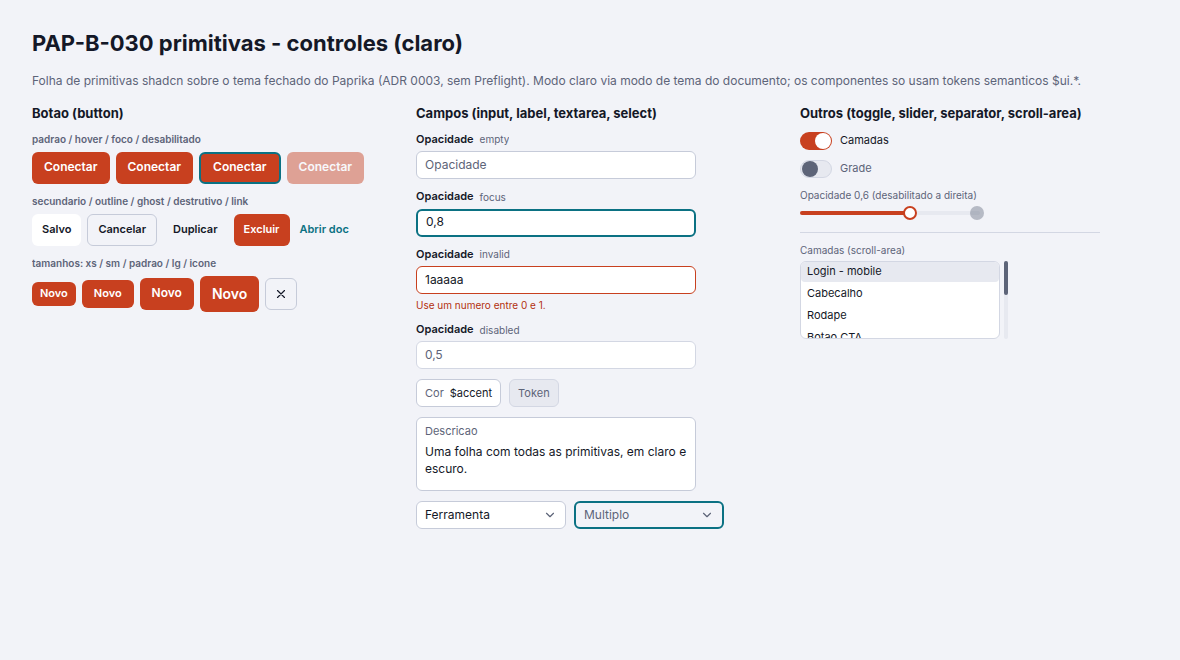 PAP-B-030 primitivas - controles (claro)
Folha de primitivas shadcn sobre o tema fechado do Paprika (ADR 0003, sem Preflight). Modo claro via modo de tema do documento; os componentes so usam tokens semanticos $ui.*.
Botao (button)
padrao / hover / foco / desabilitado
Conectar Conectar Conectar Conectar
secundario / outline / ghost / destrutivo / link
Salvo Cancelar Duplicar Excluir Abrir doc
tamanhos: xs / sm / padrao / lg / icone
Novo Novo Novo Novo ×
Campos (input, label, textarea, select)
Opacidade empty
Opacidade
Opacidade focus
0,8
Opacidade invalid
1aaaaa
Use um numero entre 0 e 1.
Opacidade disabled
0,5
Cor $accent Token
Descricao
Uma folha com todas as primitivas, em claro e
escuro.
Ferramenta Multiplo
Outros (toggle, slider, separator, scroll-area)
Camadas
Grade
Opacidade 0,6 (desabilitado a direita)
Camadas (scroll-area)
Login - mobile
Cabecalho
Rodape
Botao CTA